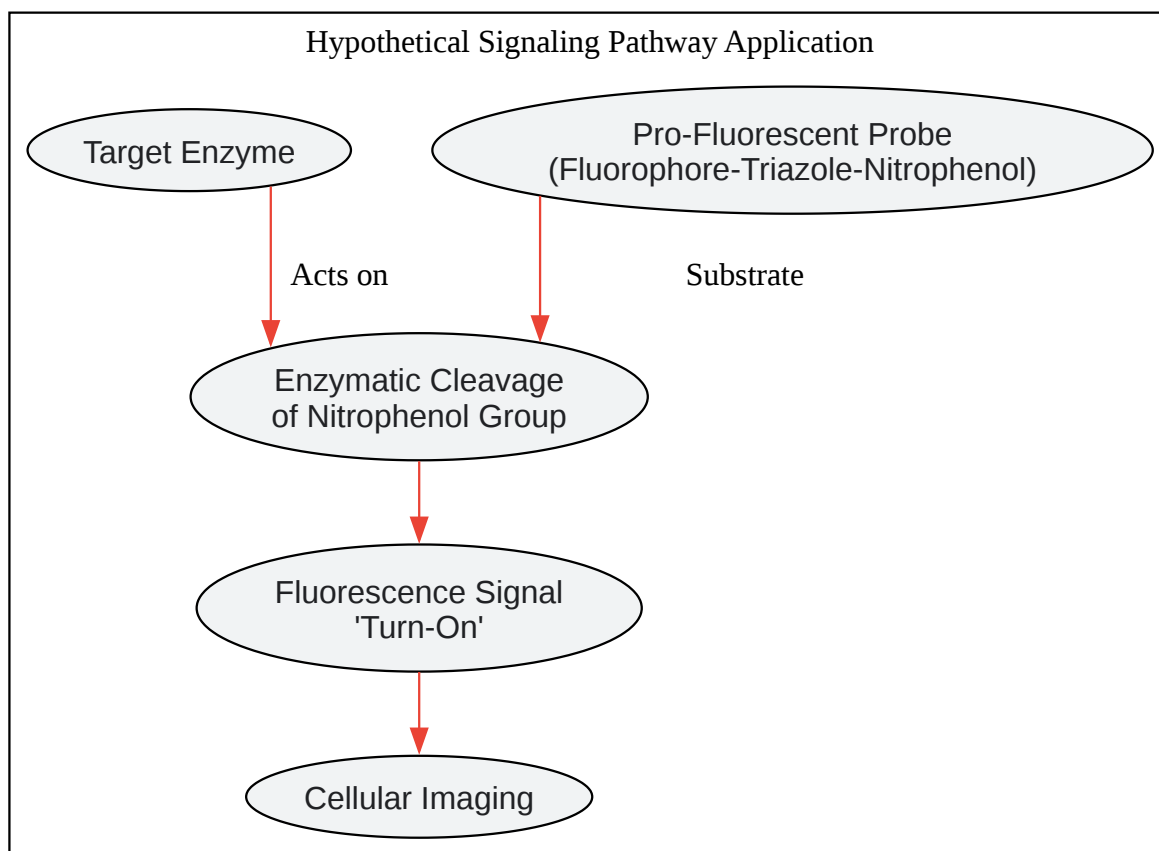 Hypothetical Signaling Pathway Application
Target Enzyme
Pro-Fluorescent Probe
(Fluorophore-Triazole-Nitrophenol)
Acts on
Substrate
Enzymatic Cleavage
of Nitrophenol Group
Fluorescence Signal
'Turn-On'
Cellular Imaging